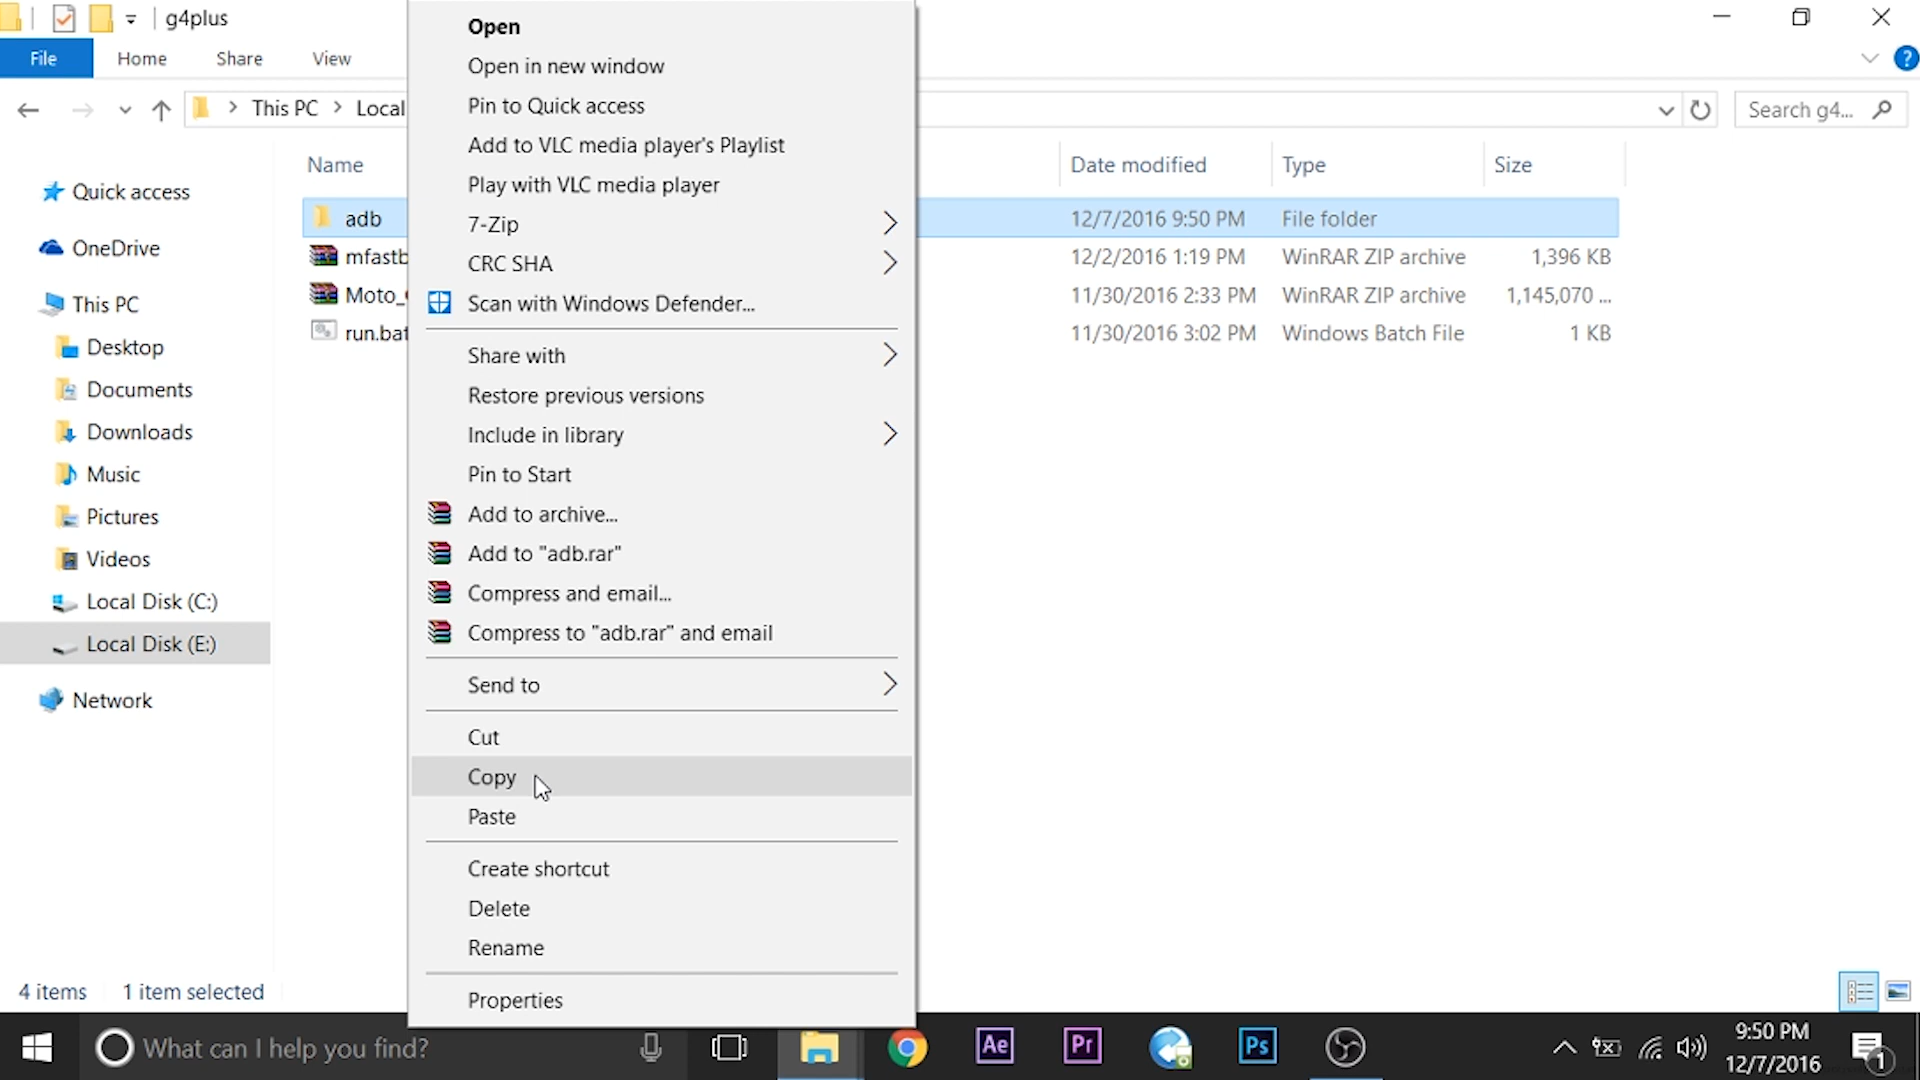 g4plus
File Home Share View
This PC Local
Search g4...
Name Date modified Type Size
Quick access
OneDrive
This PC
Desktop
Documents
Downloads
Music
Pictures
Videos
Local Disk (C:)
Local Disk (E:)
Network
adb 12/7/2016 9:50 PM File folder
mfastb 12/2/2016 1:19 PM WinRAR ZIP archive 1,396 KB
Moto_ 11/30/2016 2:33 PM WinRAR ZIP archive 1,145,070 ...
run.bat 11/30/2016 3:02 PM Windows Batch File 1 KB
Open
Open in new window
Pin to Quick access
Add to VLC media player's Playlist
Play with VLC media player
7-Zip
CRC SHA
Scan with Windows Defender...
Share with
Restore previous versions
Include in library
Pin to Start
Add to archive...
Add to "adb.rar"
Compress and email...
Compress to "adb.rar" and email
Send to
Cut
Copy
Paste
Create shortcut
Delete
Rename
Properties
4 items 1 item selected
What can I help you find?
Ae
Pr
Ps
9:50 PM
12/7/2016
1